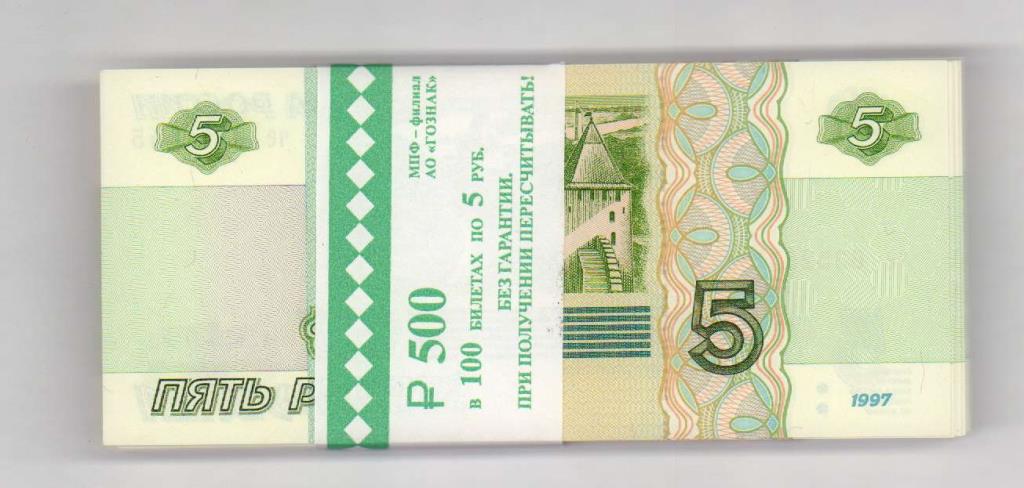 5
ПЯТЬ Р
МПФ – филиал
АО «ГОЗНАК»
₽ 500
в 100 БИЛЕТАХ по 5 РУБ.
БЕЗ ГАРАНТИИ.
ПРИ ПОЛУЧЕНИИ ПЕРЕСЧИТЫВАТЬ!
5
5
1997